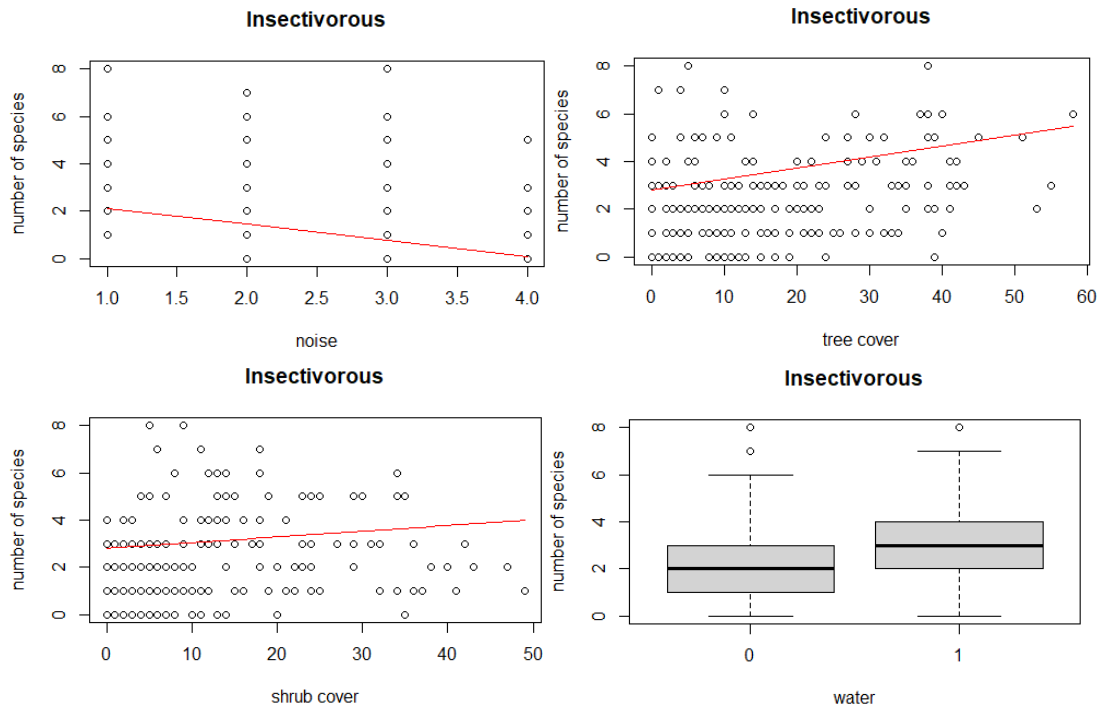 Insectivorous
number of species
8
6
4
2
0
1.0 1.5 2.0 2.5 3.0 3.5 4.0
noise
Insectivorous
number of species
8
6
4
2
0
0 10 20 30 40 50 60
tree cover
Insectivorous
number of species
8
6
4
2
0
0 10 20 30 40 50
shrub cover
Insectivorous
number of species
8
6
4
2
0
0 1
water